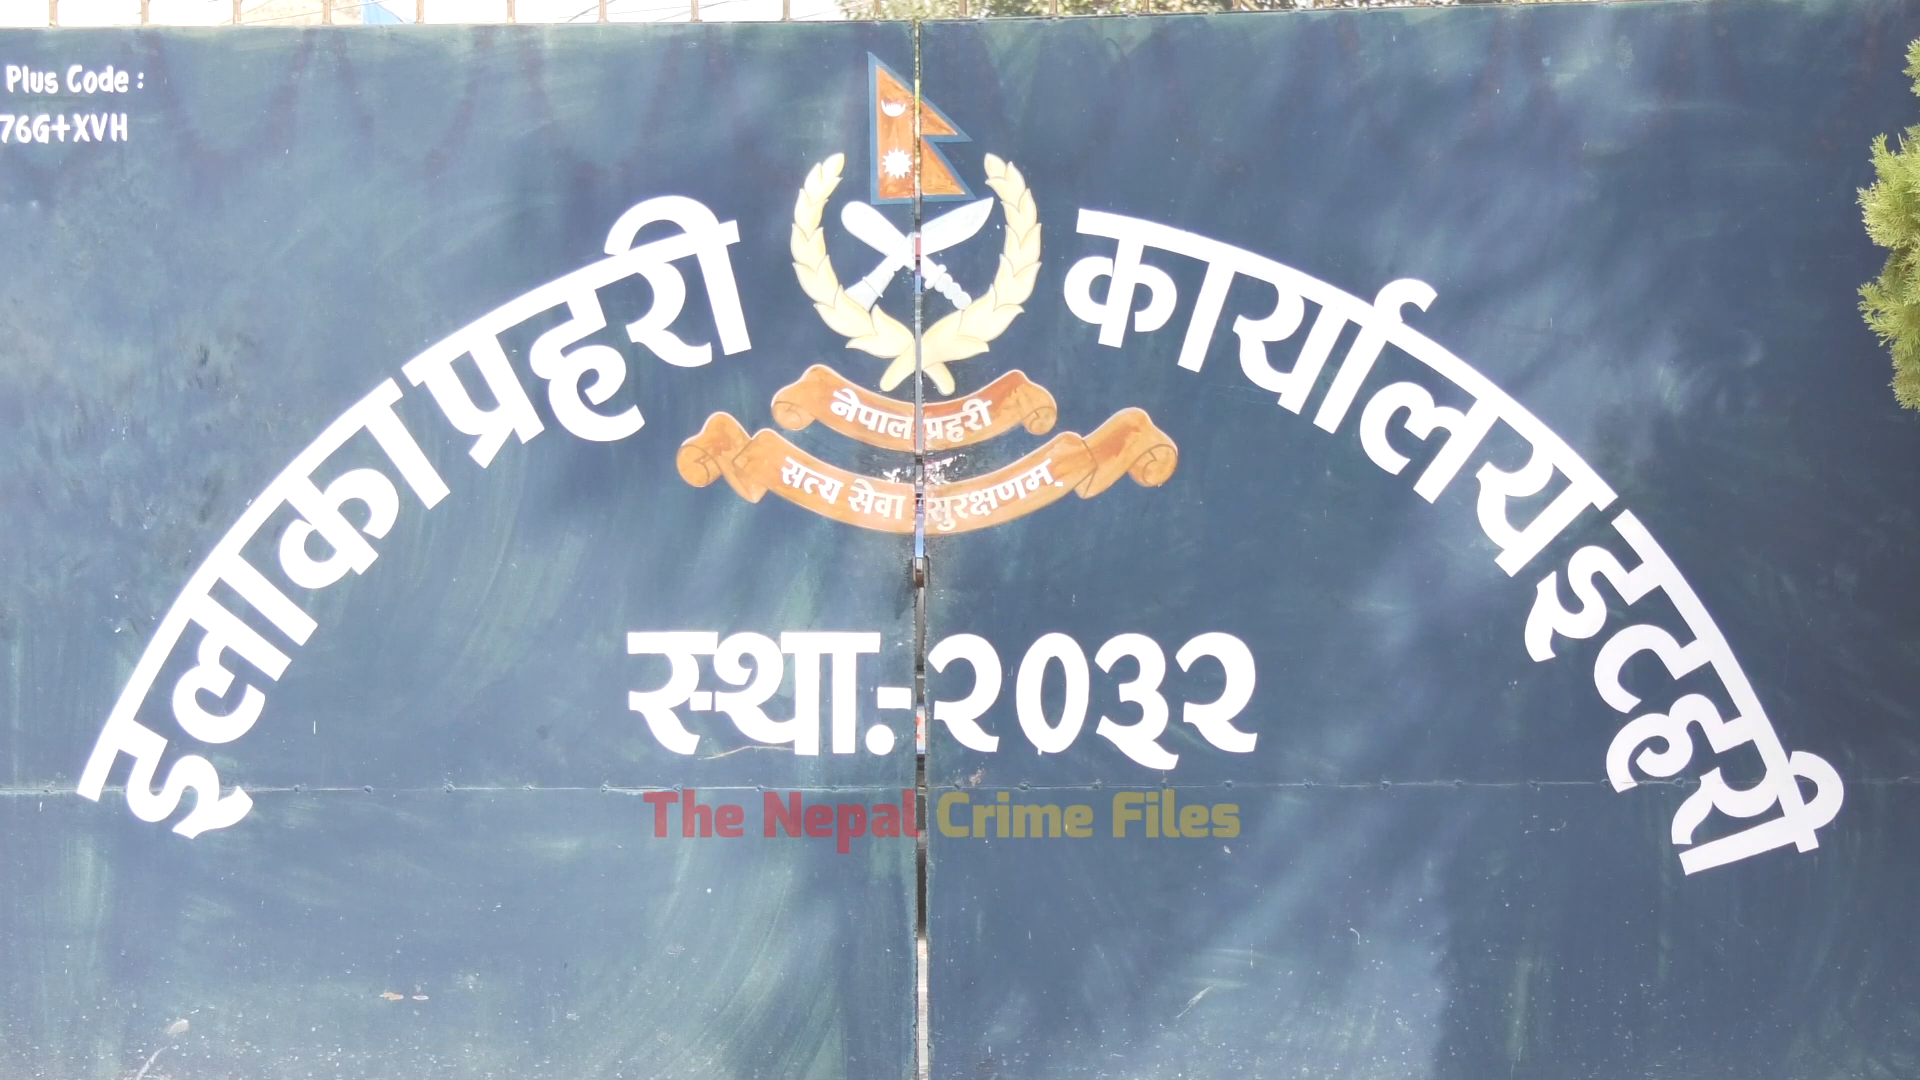 Plus Code :
76G+XVH
इलाका प्रहरी कार्यालय इटहरी
नेपाल प्रहरी
सत्य सेवा सुरक्षणम्
स्था.:-२०३२
The Nepal Crime Files